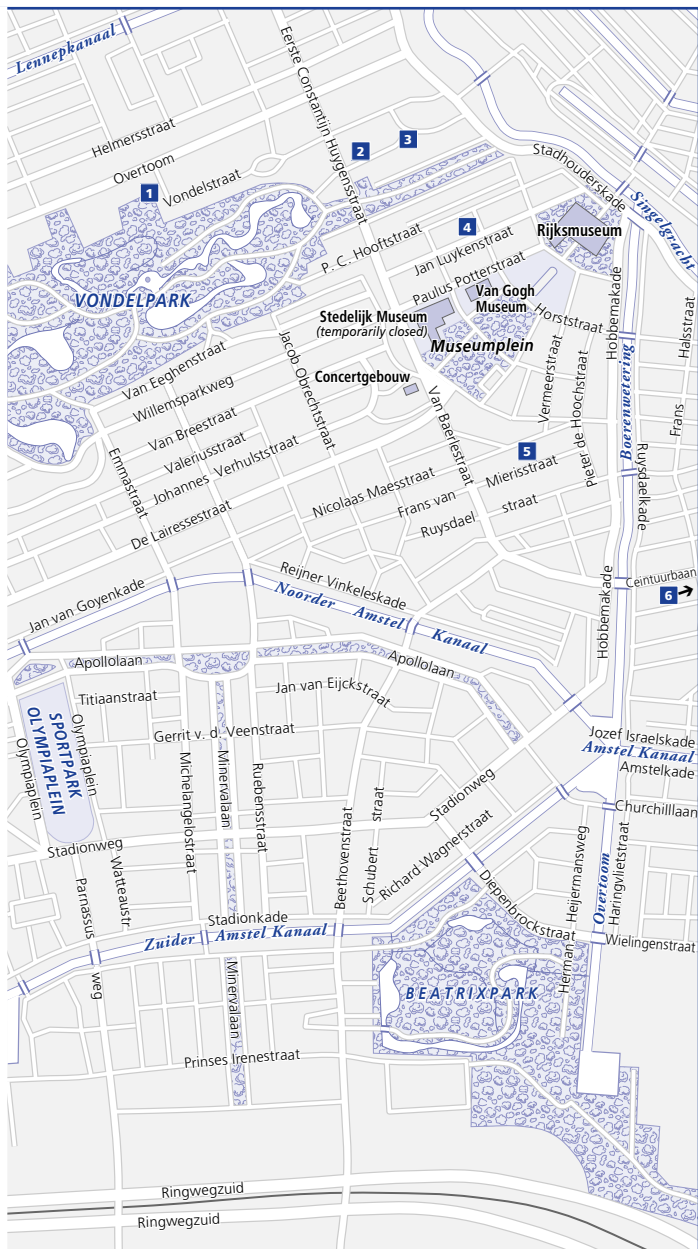 Lennepkanaal
Eerste Constantijn Huygensstraat
Helmersstraat
Overtoom
Vondelstraat
1
2
3
Stadhouderskade
Singelgracht
4
Rijksmuseum
P. C. Hooftstraat
Jan Luykenstraat
Paulus Potterstraat
Van Gogh
Museum
VONDELPARK
Stedelijk Museum
(temporarily closed)
Museumplein
Horststraat
Hobbemakade
Halsstraat
Frans
Boerenwetering
Vermeerstraat
Pieter de Hoochstraat
Concertgebouw
Jacob Obrechtstraat
Van Eeghenstraat
Willemsparkweg
Van Breestraat
Valeriusstraat
Johannes Verhulststraat
De Lairessestraat
Emmastraat
Van Baerlestraat
5
Nicolaas Maesstraat
Frans van Mierisstraat
Ruysdael straat
Ruysdaelkade
Ceintuurbaan
6
Hobbemakade
Reijner Vinkeleskade
Noorder Amstel Kanaal
Jan van Goyenkade
Apollolaan
Apollolaan
Titiaanstraat
Jan van Eijckstraat
Gerrit v. d. Veenstraat
SPORTPARK
OLYMPIAPLEIN
Olympiaplein
Olympiaplein
Michelangelostraat
Minervalaan
Rubensstraat
Jozef Israelskade
Amstel Kanaal
Amstelkade
Churchilllaan
Stadionweg
Stadionweg
Beethovenstraat
Schubert straat
Richard Wagnerstraat
Watteaustr.
Parnassus weg
Stadionkade
Zuider Amstel Kanaal
Diepenbrockstraat
Herman Heijermansweg
Overtoom
Haringvlietstraat
Wielingenstraat
Minervalaan
BEATRIXPARK
Prinses Irenestraat
Ringwegzuid
Ringwegzuid